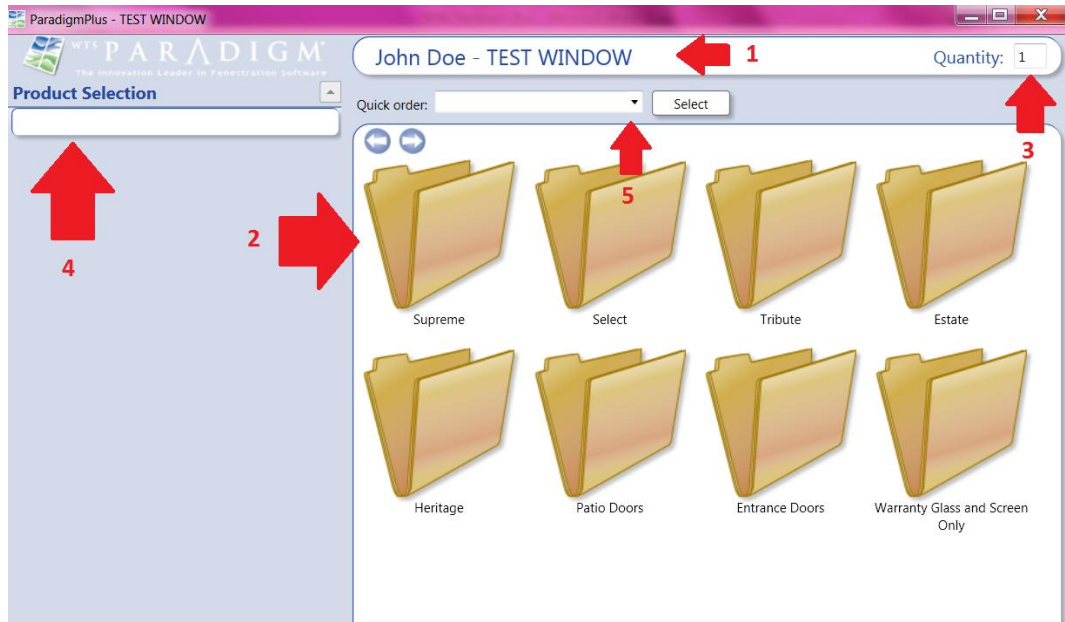 ParadigmPlus - TEST WINDOW
WTS PARADIGM
The Innovation Leader in Fenestration Software
John Doe - TEST WINDOW
1
Quantity: 1
Product Selection
Quick order:
Select
3
5
2
4
Supreme
Select
Tribute
Estate
Heritage
Patio Doors
Entrance Doors
Warranty Glass and Screen
Only